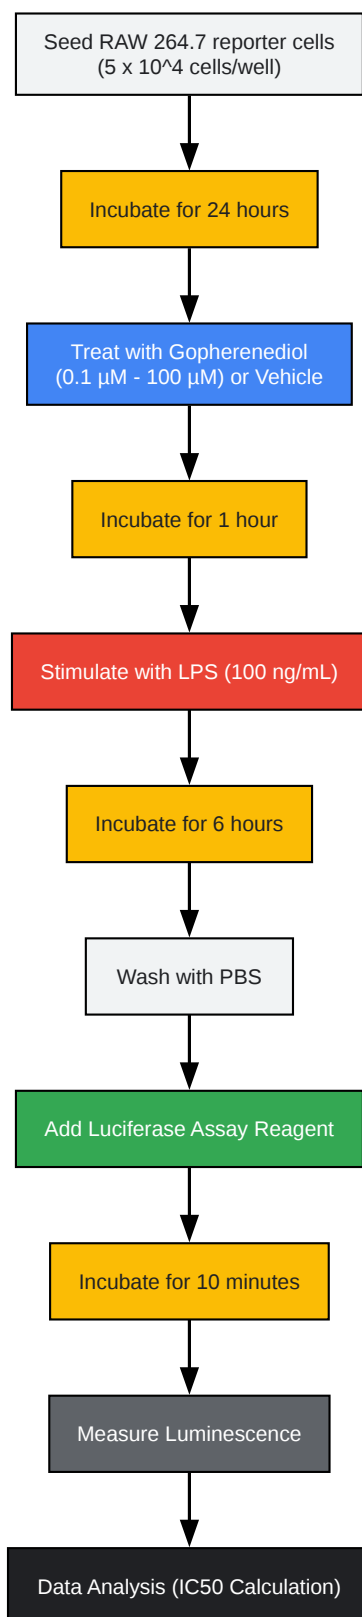 Seed RAW 264.7 reporter cells
(5 x 10^4 cells/well)
Incubate for 24 hours
Treat with Gopherenediol
(0.1 µM - 100 µM) or Vehicle
Incubate for 1 hour
Stimulate with LPS (100 ng/mL)
Incubate for 6 hours
Wash with PBS
Add Luciferase Assay Reagent
Incubate for 10 minutes
Measure Luminescence
Data Analysis (IC50 Calculation)